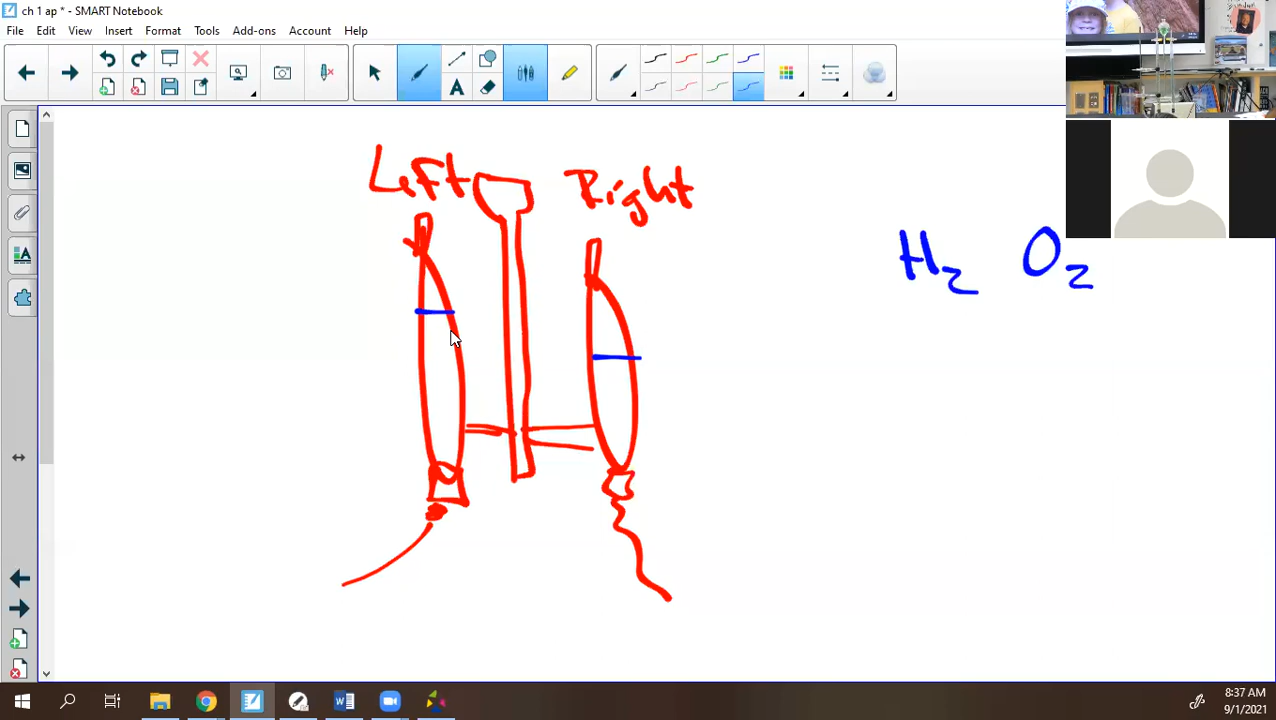 ch 1 ap * - SMART Notebook
File Edit View Insert Format Tools Add-ons Account Help
Left Right
H2 O2
8:37 AM
9/1/2021